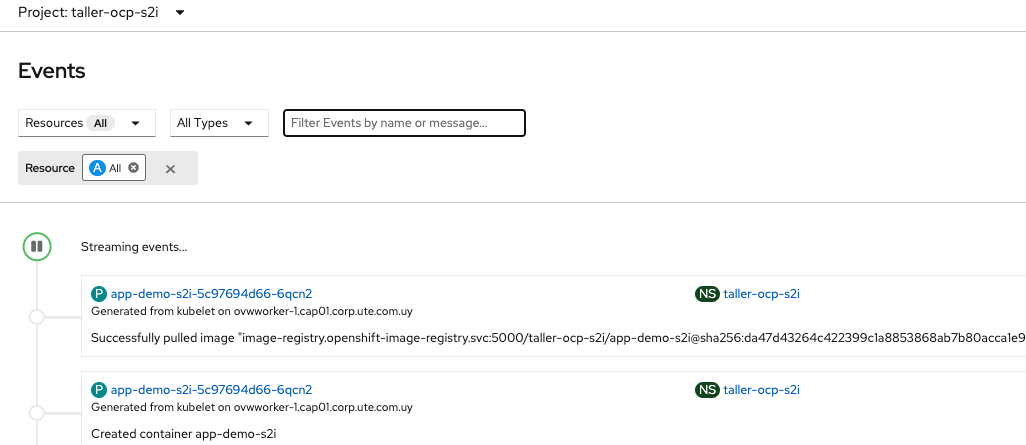 Project: taller-ocp-s2i
Events
Resources All All Types Filter Events by name or message...
Resource A All
Streaming events...
P app-demo-s2i-5c97694d66-6qcn2 NS taller-ocp-s2i
Generated from kubelet on ovwworker-1.cap01.corp.ute.com.uy
Successfully pulled image "image-registry.openshift-image-registry.svc:5000/taller-ocp-s2i/app-demo-s2i@sha256:da47d43264c422399c1a8853868ab7b80acca1e9
P app-demo-s2i-5c97694d66-6qcn2 NS taller-ocp-s2i
Generated from kubelet on ovwworker-1.cap01.corp.ute.com.uy
Created container app-demo-s2i